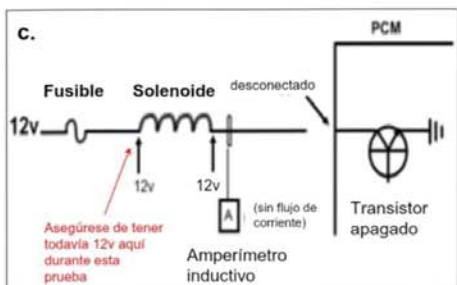 c.
PCM
Fusible
Solenoide
desconectado
12v
12v
12v
A
(sin flujo de
corriente)
Transistor
apagado
Asegúrese de tener
todavía 12v aquí
durante esta
prueba
Amperímetro
inductivo